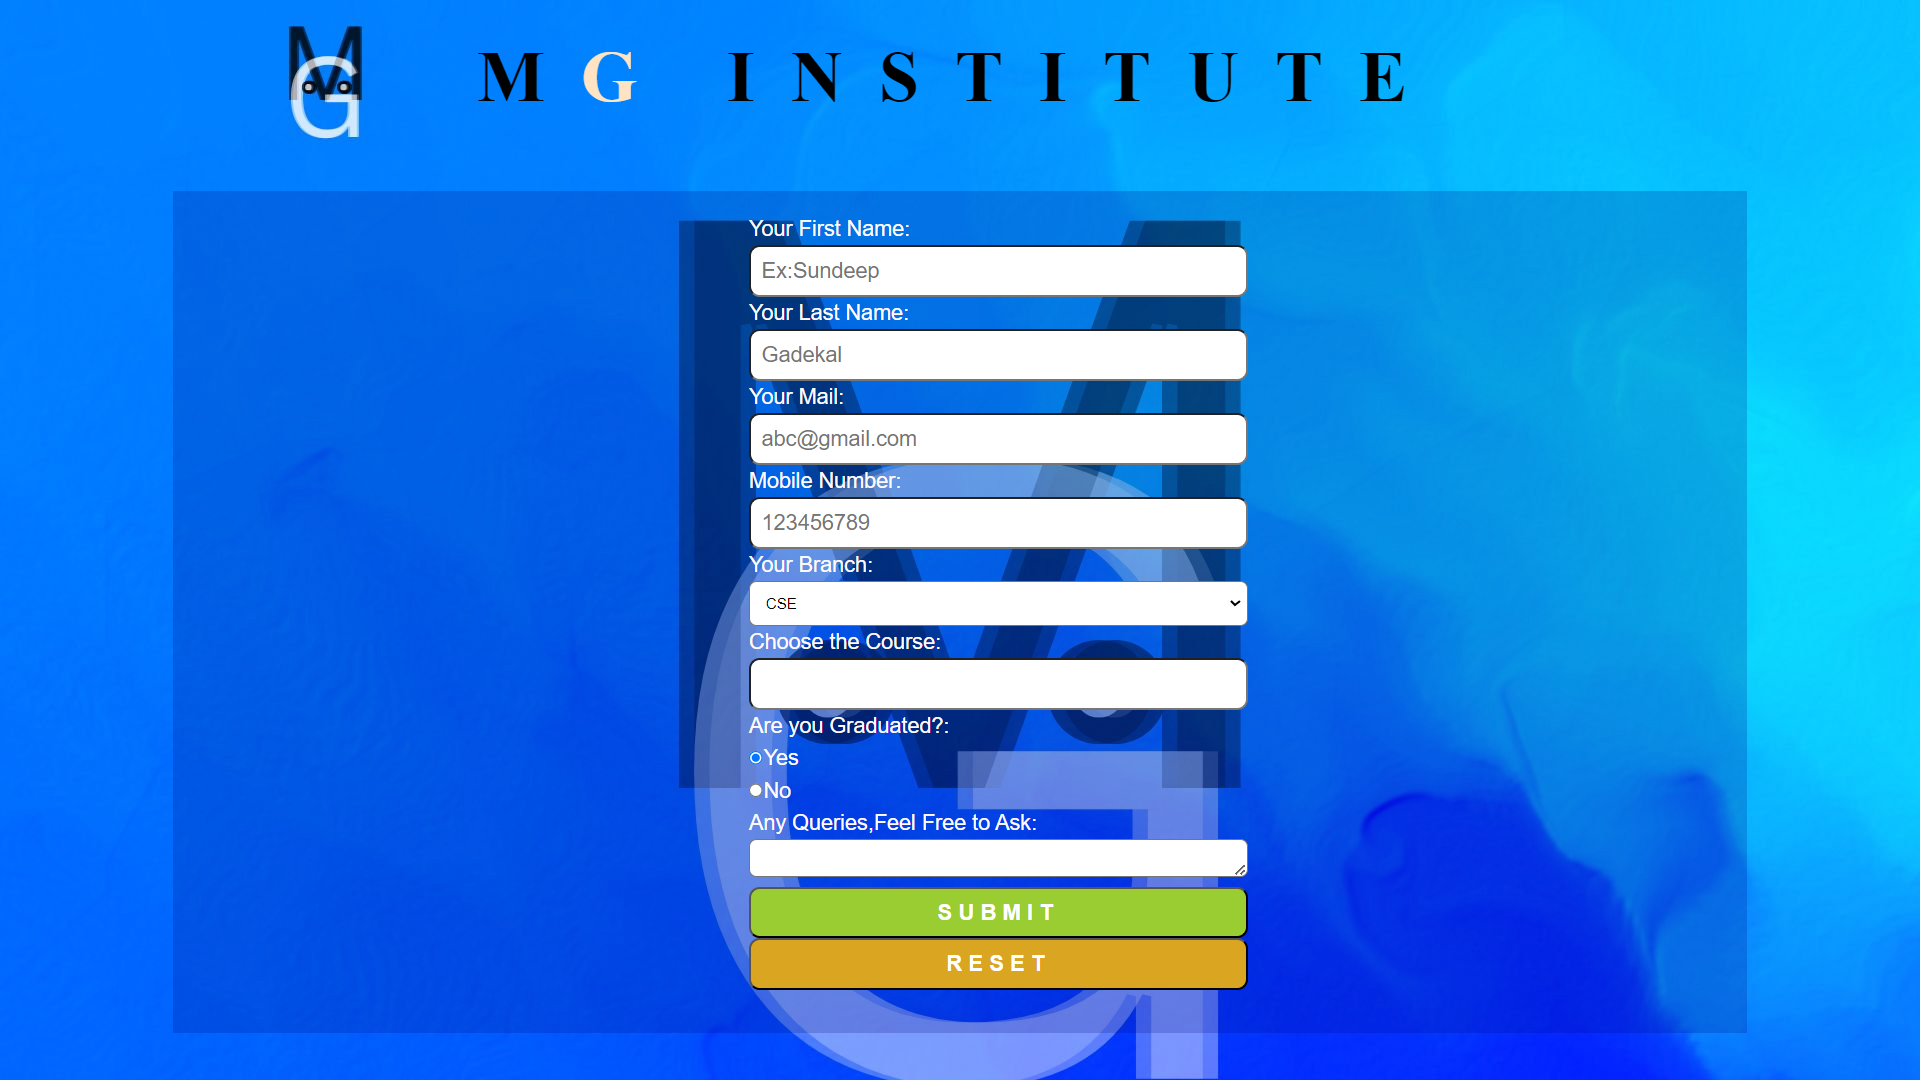 MG
M G INSTITUTE
Your First Name:
Ex:Sundeep
Your Last Name:
Gadekal
Your Mail:
abc@gmail.com
Mobile Number:
123456789
Your Branch:
CSE
Choose the Course:
Are you Graduated?:
Yes
No
Any Queries,Feel Free to Ask:
SUBMIT
RESET